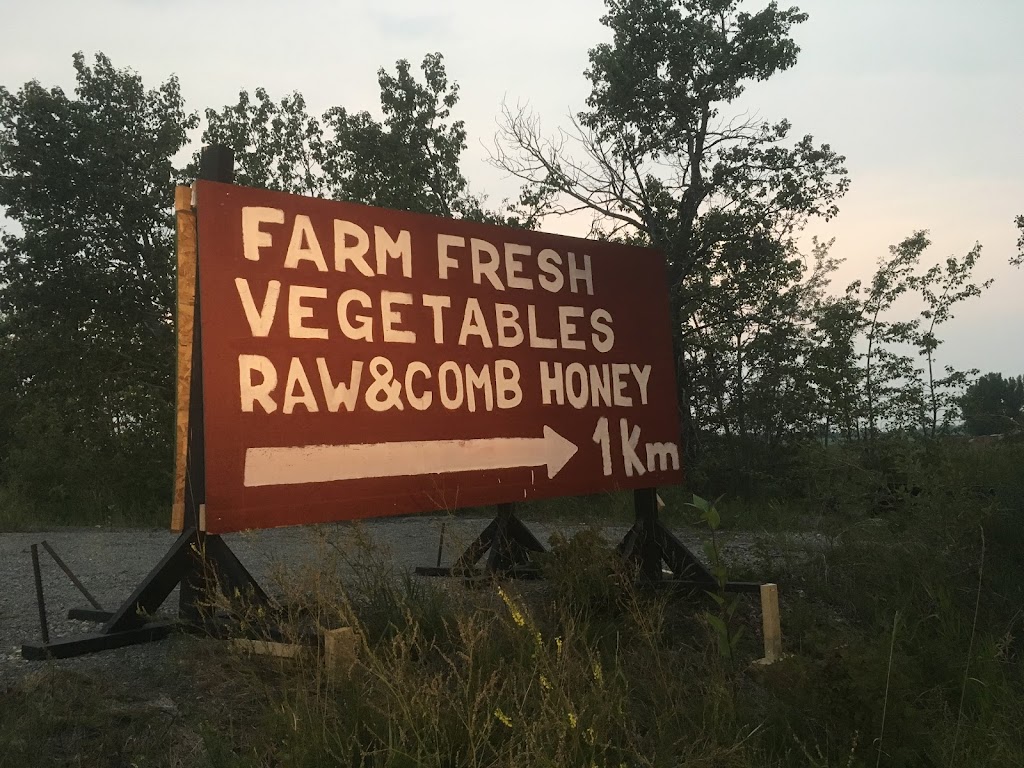 FARM FRESH
VEGETABLES
RAW&COMB HONEY
1Km